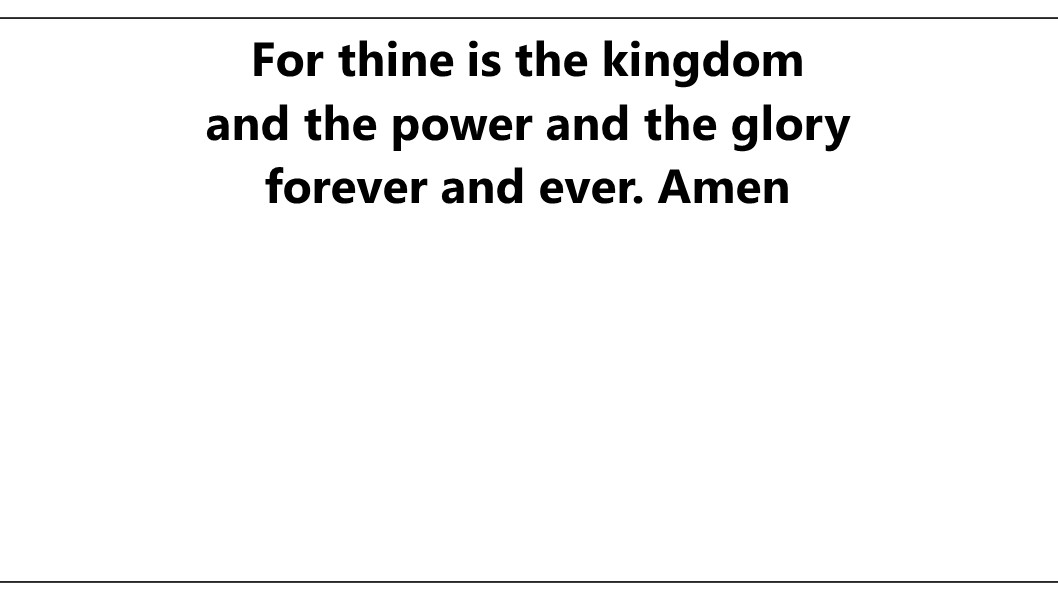 For thine is the kingdom
and the power and the glory
forever and ever. Amen